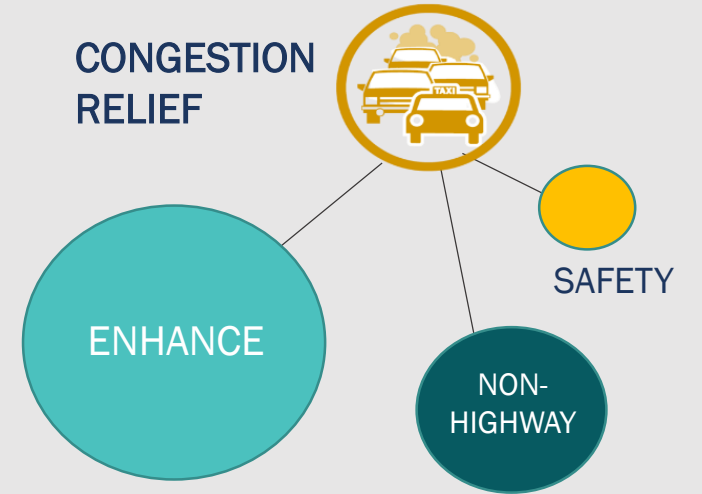 CONGESTION
RELIEF
TAXI
SAFETY
ENHANCE
NON-
HIGHWAY